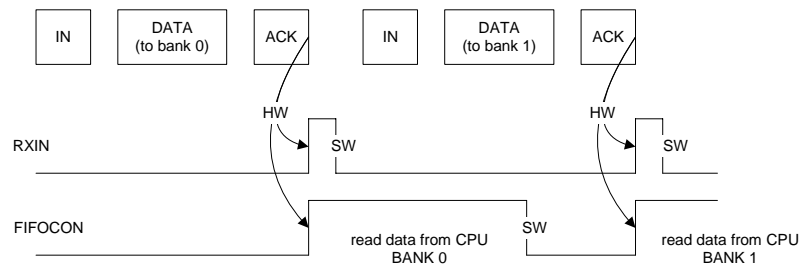 IN
DATA
(to bank 0)
ACK
IN
DATA
(to bank 1)
ACK
HW
HW
RXIN
SW
SW
FIFOCON
SW
read data from CPU
BANK 0
read data from CPU
BANK 1